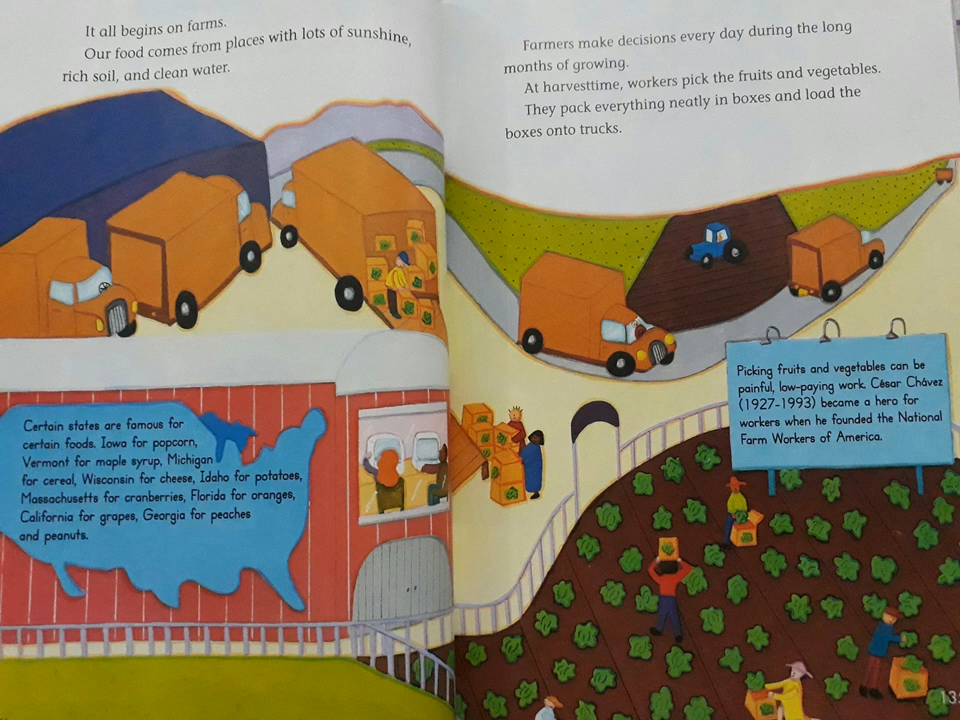 It all begins on farms.
Our food comes from places with lots of sunshine,
rich soil, and clean water.
Certain states are famous for
certain foods. Iowa for popcorn,
Vermont for maple syrup, Michigan
for cereal, Wisconsin for cheese, Idaho for potatoes,
Massachusetts for cranberries, Florida for oranges,
California for grapes, Georgia for peaches
and peanuts.
Farmers make decisions every day during the long
months of growing.
At harvesttime, workers pick the fruits and vegetables.
They pack everything neatly in boxes and load the
boxes onto trucks.
Picking fruits and vegetables can be
painful, low-paying work. César Chávez
(1927–1993) became a hero for
workers when he founded the National
Farm Workers of America.